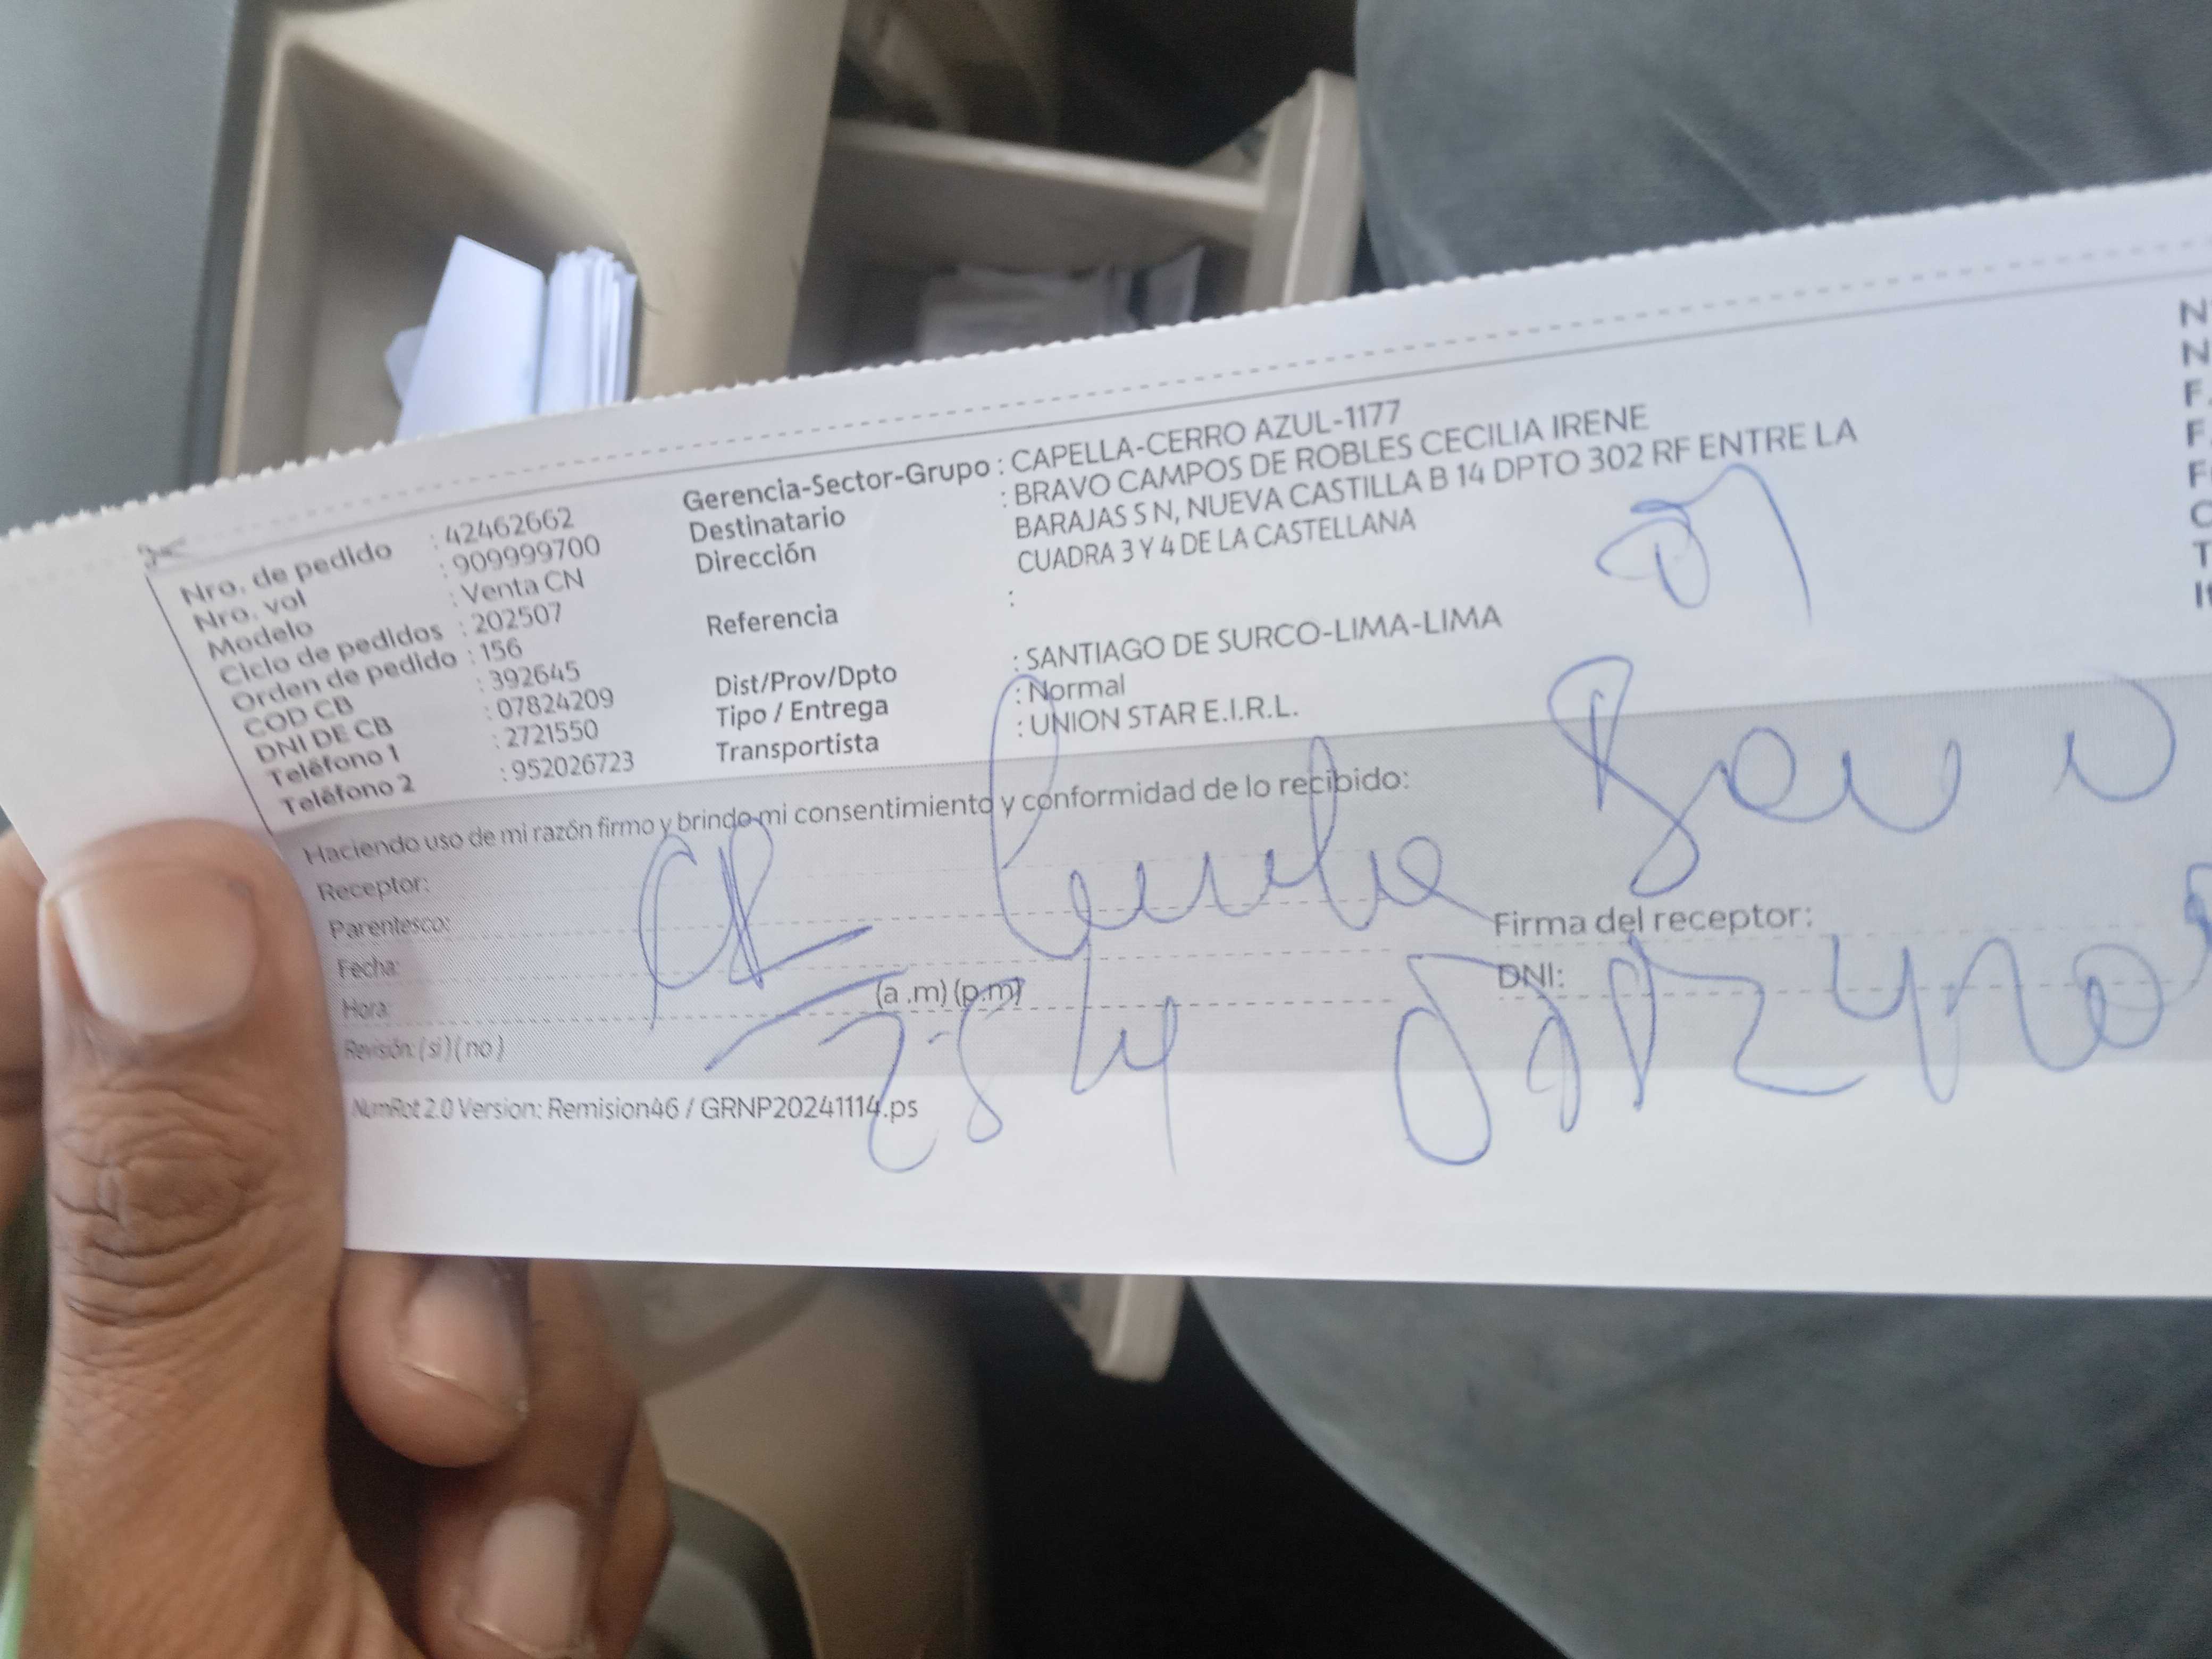 Nro. de pedido : 42462662
Nro. vol : 909999700
Modelo : Venta CN
Ciclo de pedidos : 202507
Orden de pedido : 156
COD CB : 392645
DNI DE CB : 07824209
Teléfono 1 : 2721550
Teléfono 2 : 952026723
Gerencia-Sector-Grupo : CAPELLA-CERRO AZUL-1177
Destinatario : BRAVO CAMPOS DE ROBLES CECILIA IRENE
Dirección BARAJAS S N, NUEVA CASTILLA B 14 DPTO 302 RF ENTRE LA
CUADRA 3 Y 4 DE LA CASTELLANA
Referencia :
Dist/Prov/Dpto : SANTIAGO DE SURCO-LIMA-LIMA
Tipo / Entrega : Normal
Transportista : UNION STAR E.I.R.L.
Haciendo uso de mi razón firmo y brindo mi consentimiento y conformidad de lo recibido:
Receptor:
Parentesco:
Fecha:
Hora: (a .m) (p.m)
Revisión: ( si ) ( no )
Firma del receptor:
DNI:
NumRot 2.0 Version: Remision46 / GRNP20241114.ps